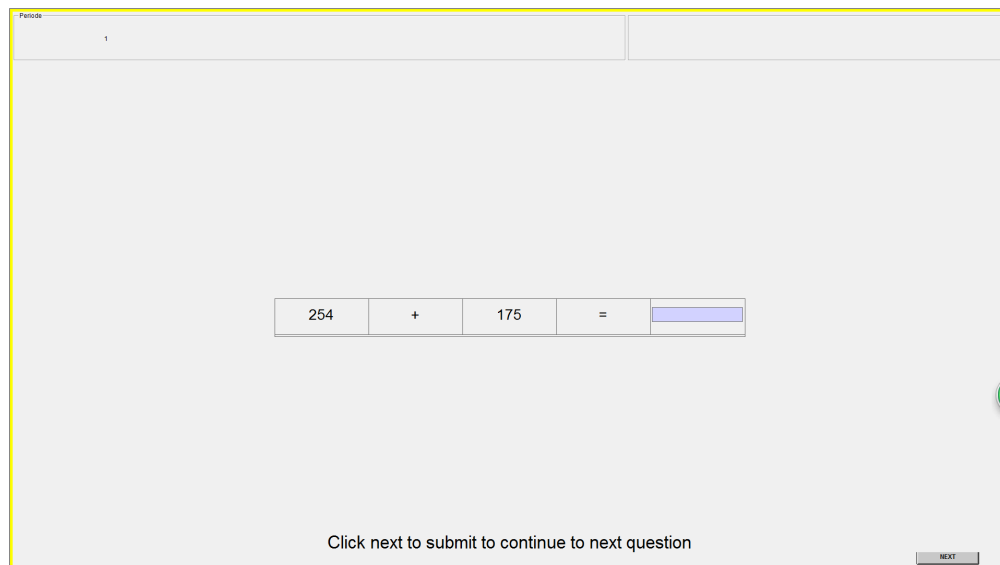 Periode
1
254 + 175 =
Click next to submit to continue to next question
NEXT